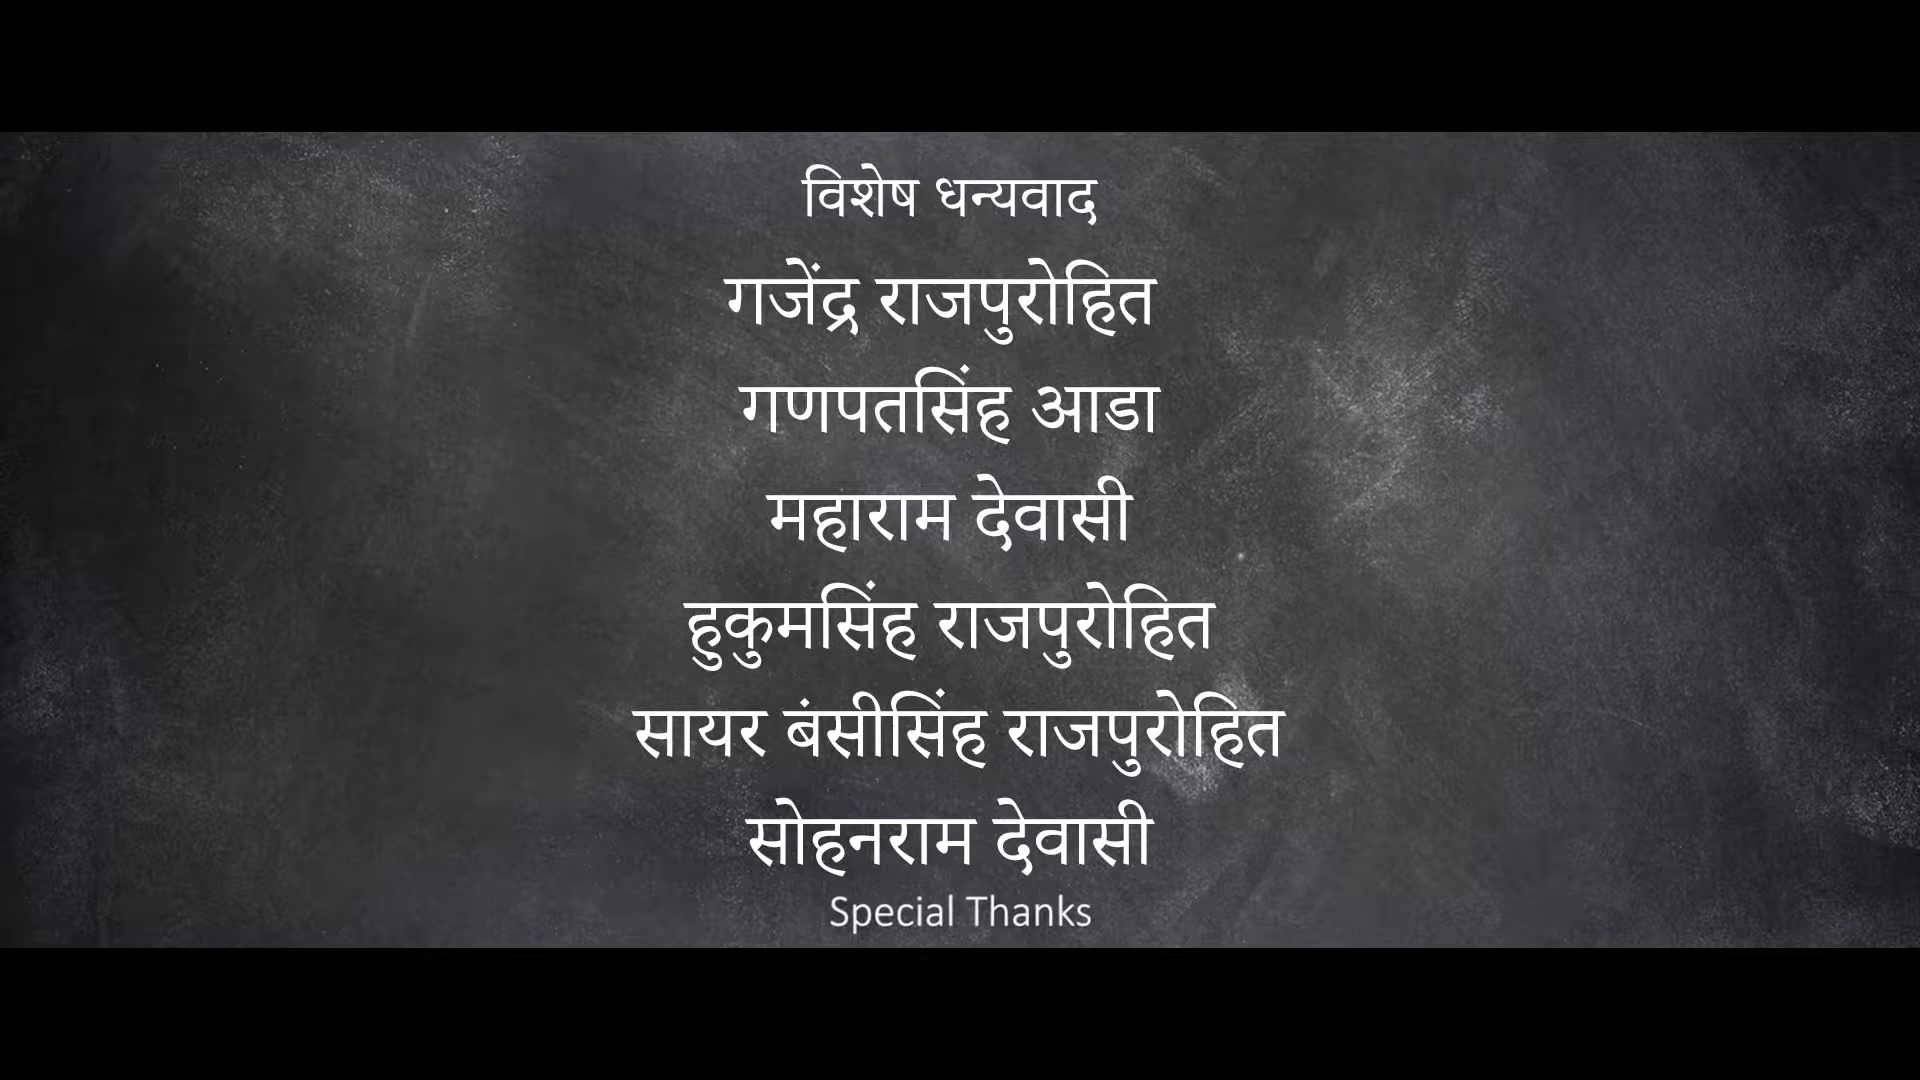 विशेष धन्यवाद
गजेंद्र राजपुरोहित
गणपतसिंह आडा
महाराम देवासी
हुकुमसिंह राजपुरोहित
सायर बंसीसिंह राजपुरोहित
सोहनराम देवासी
Special Thanks